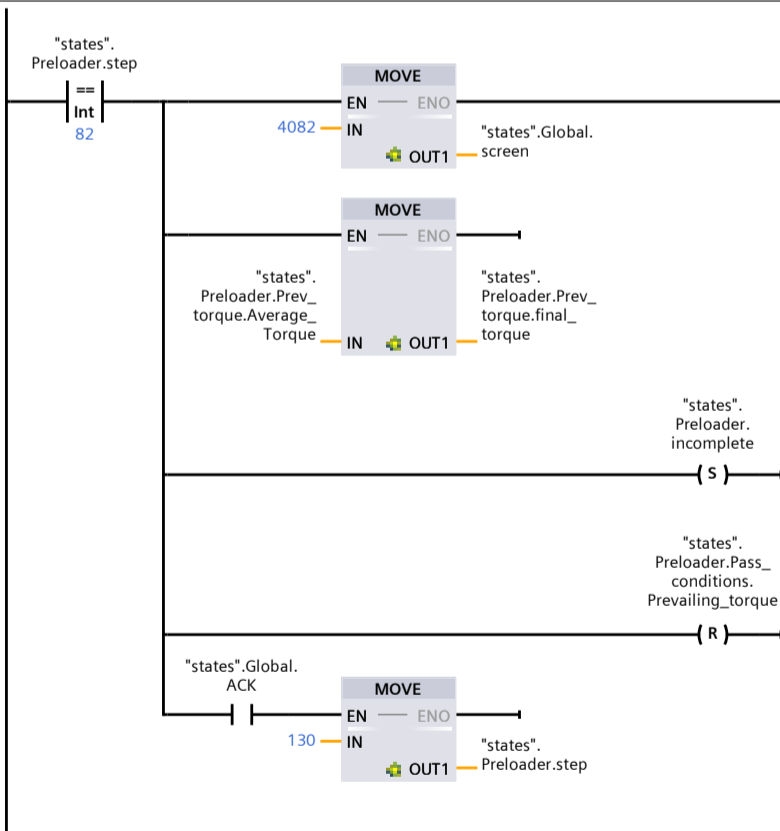 "states".
Preloader.step
==
Int
82
MOVE
EN
ENO
4082
IN
OUT1
"states".Global.
screen
MOVE
EN
ENO
"states".
Preloader.Prev_
torque.Average_
Torque
IN
OUT1
"states".
Preloader.Prev_
torque.final_
torque
"states".
Preloader.
incomplete
S
"states".
Preloader.Pass_
conditions.
Prevailing_torque
R
"states".Global.
ACK
MOVE
EN
ENO
130
IN
OUT1
"states".
Preloader.step